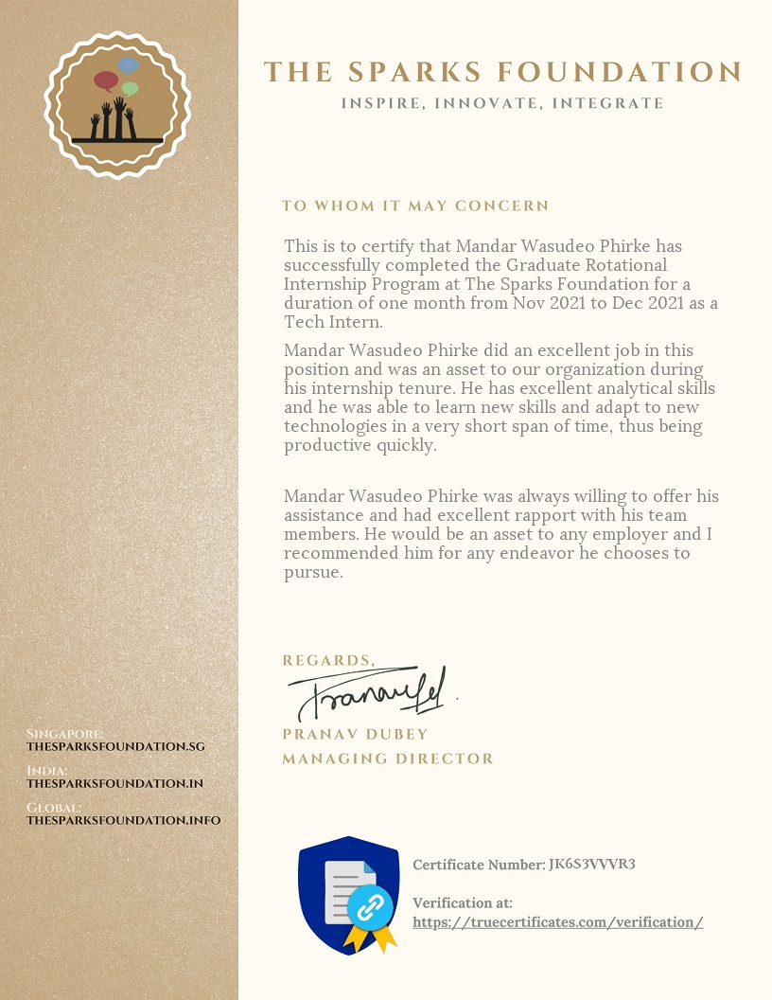 THE SPARKS FOUNDATION
INSPIRE, INNOVATE, INTEGRATE
TO WHOM IT MAY CONCERN
This is to certify that Mandar Wasudeo Phirke has
successfully completed the Graduate Rotational
Internship Program at The Sparks Foundation for a
duration of one month from Nov 2021 to Dec 2021 as a
Tech Intern.
Mandar Wasudeo Phirke did an excellent job in this
position and was an asset to our organization during
his internship tenure. He has excellent analytical skills
and he was able to learn new skills and adapt to new
technologies in a very short span of time, thus being
productive quickly.
Mandar Wasudeo Phirke was always willing to offer his
assistance and had excellent rapport with his team
members. He would be an asset to any employer and I
recommended him for any endeavor he chooses to
pursue.
REGARDS,
PRANAV DUBEY
MANAGING DIRECTOR
SINGAPORE:
THESPARKSFOUNDATION.SG
INDIA:
THESPARKSFOUNDATION.IN
GLOBAL:
THESPARKSFOUNDATION.INFO
Certificate Number: JK6S3VVVR3
Verification at:
https://truecertificates.com/verification/